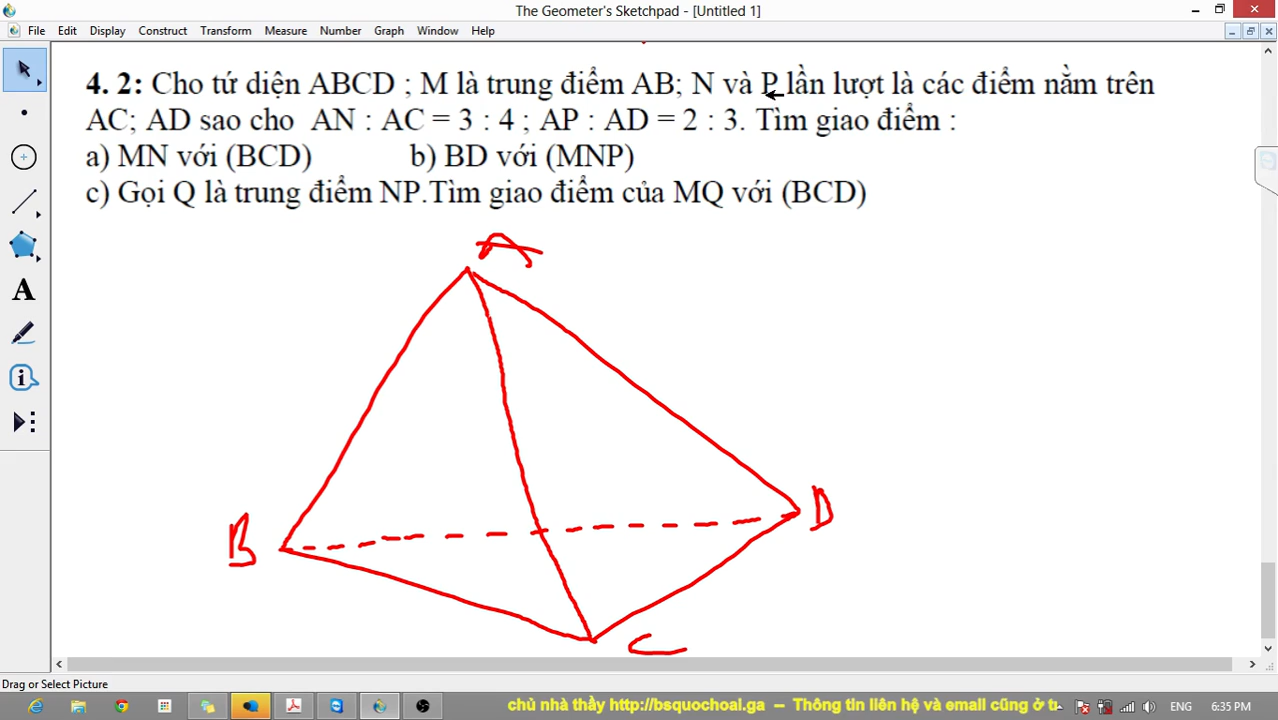 The Geometer's Sketchpad - [Untitled 1]
File Edit Display Construct Transform Measure Number Graph Window Help
4. 2: Cho tứ diện ABCD ; M là trung điểm AB; N và P lần lượt là các điểm nằm trên
AC; AD sao cho AN : AC = 3 : 4 ; AP : AD = 2 : 3. Tìm giao điểm :
a) MN với (BCD) b) BD với (MNP)
c) Gọi Q là trung điểm NP.Tìm giao điểm của MQ với (BCD)
A
A
B
D
C
Drag or Select Picture
chủ nhà thầy http://bsquochoai.ga -- Thông tin liên hệ và email cũng ở t
ENG 6:35 PM